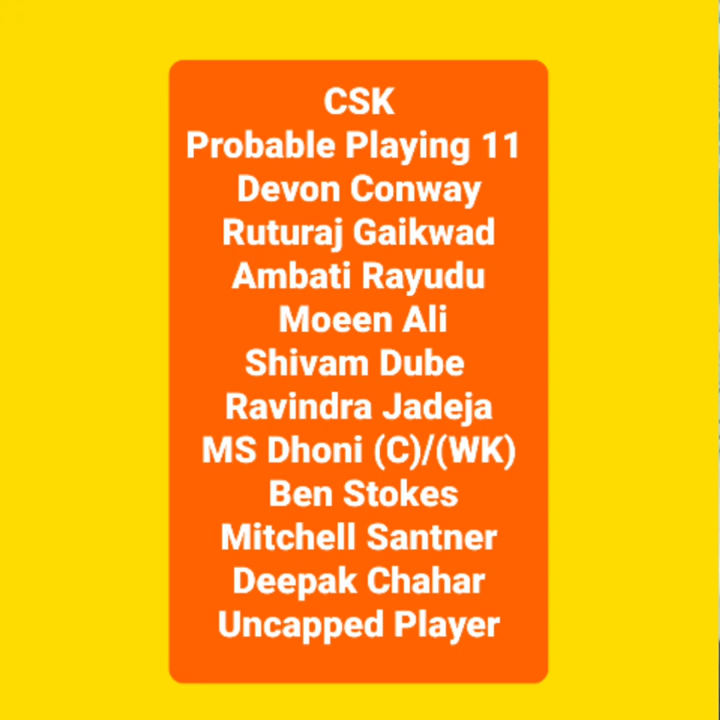 CSK
Probable Playing 11
Devon Conway
Ruturaj Gaikwad
Ambati Rayudu
Moeen Ali
Shivam Dube
Ravindra Jadeja
MS Dhoni (C)/(WK)
Ben Stokes
Mitchell Santner
Deepak Chahar
Uncapped Player